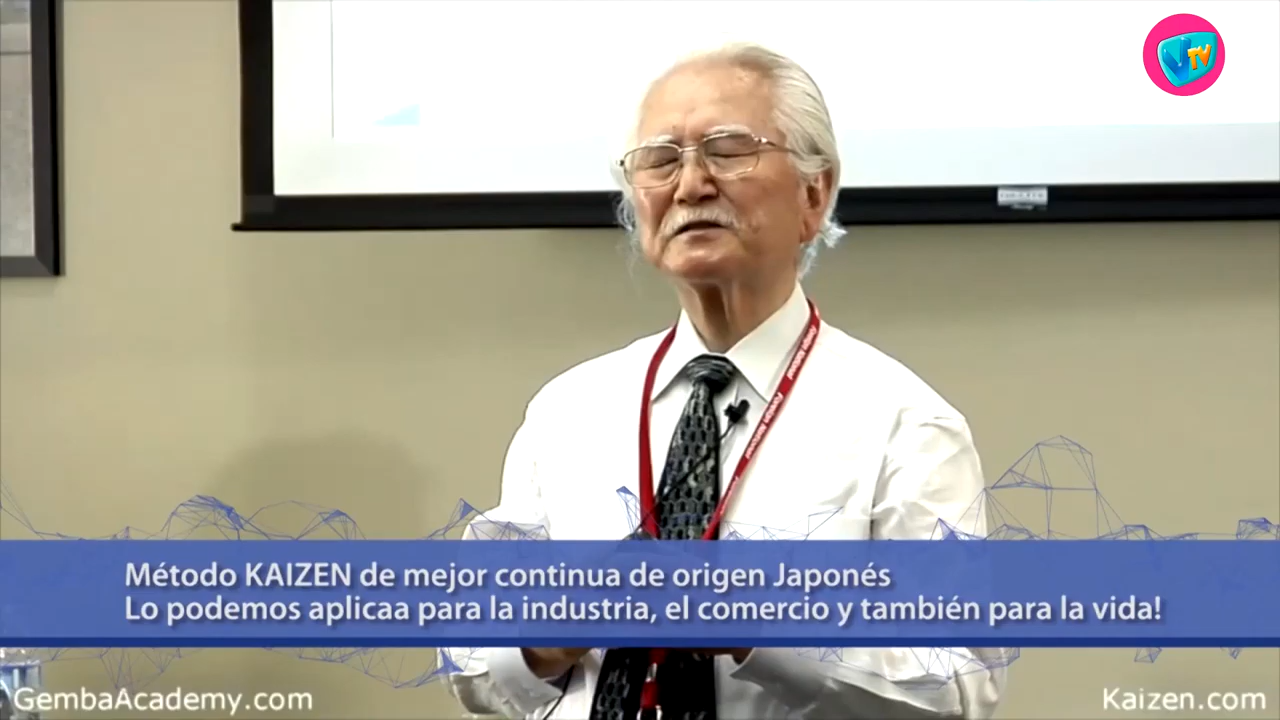 TV
Método KAIZEN de mejor continua de origen Japonés
Lo podemos aplicaa para la industria, el comercio y también para la vida!
GembaAcademy.com
Kaizen.com